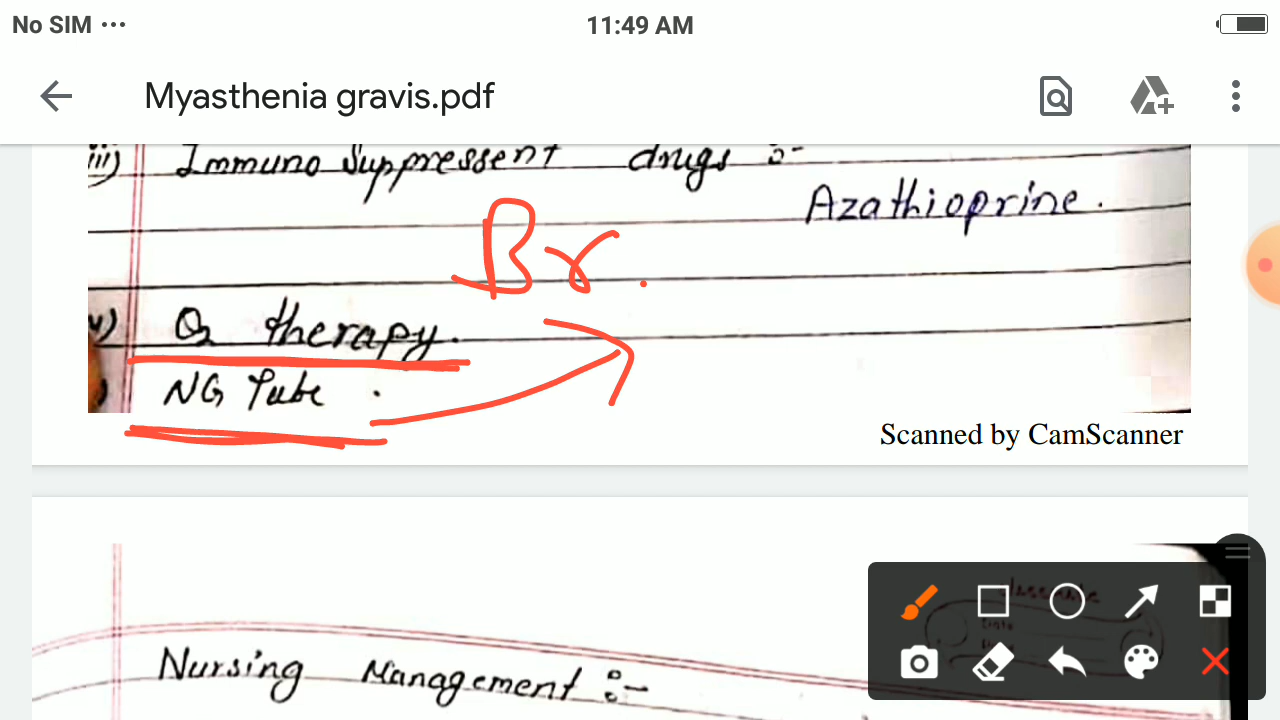 No SIM ...
11:49 AM
Myasthenia gravis.pdf
iii) Immuno Suppressent drugs :-
Azathioprine.
Br.
v) O2 therapy.
NG Tube .
Scanned by CamScanner
Nursing Management :-